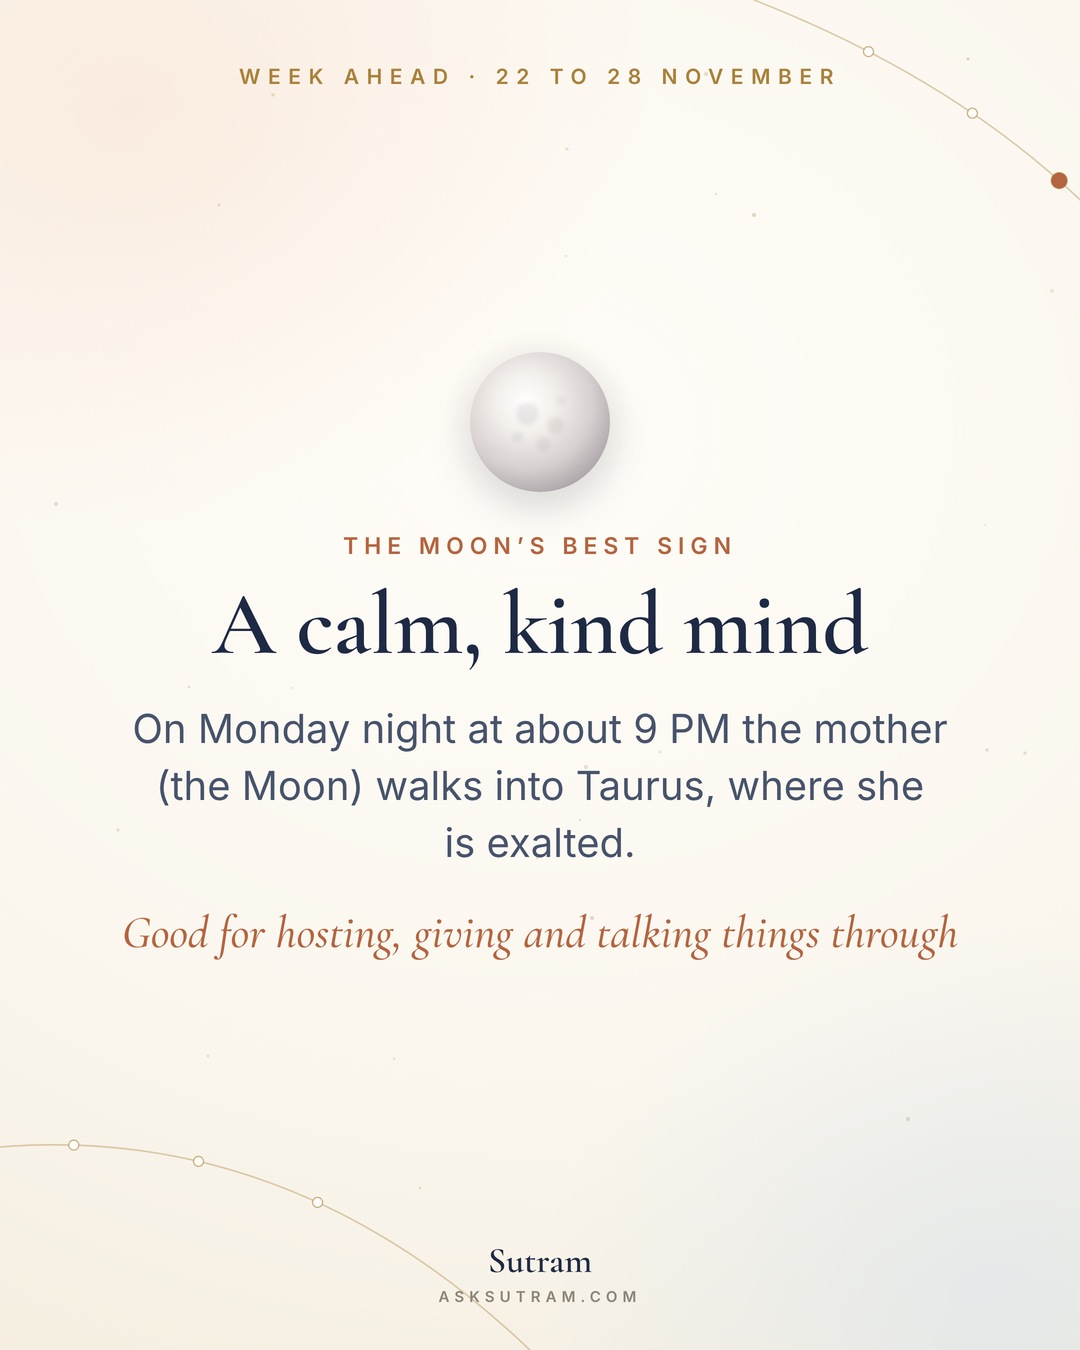 WEEK AHEAD · 22 TO 28 NOVEMBER
THE MOON’S BEST SIGN
A calm, kind mind
On Monday night at about 9 PM the mother
(the Moon) walks into Taurus, where she
is exalted.
Good for hosting, giving and talking things through
Sutram
ASKSUTRAM.COM